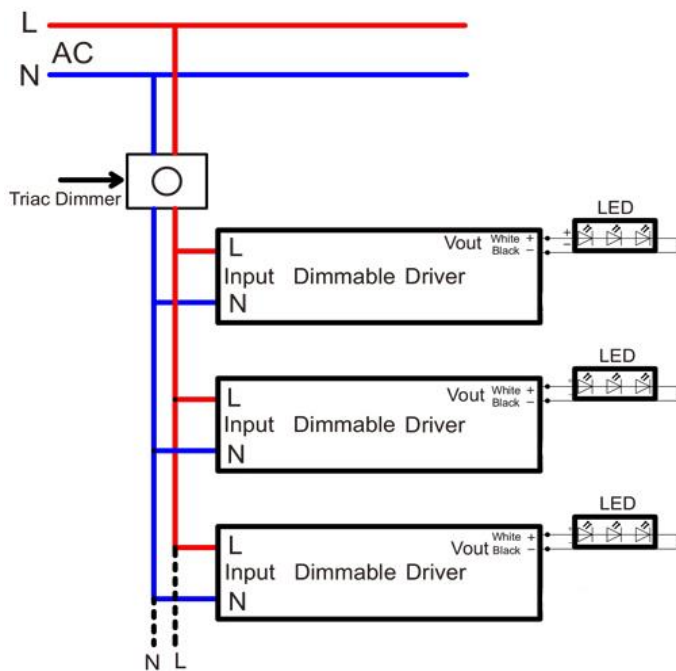 L
AC
N
Triac Dimmer
LED
L
Vout White +
Black −
+
−
Input Dimmable Driver
N
LED
L
Vout White +
Black −
Input Dimmable Driver
N
LED
L
White +
Vout Black −
Input Dimmable Driver
N
N L